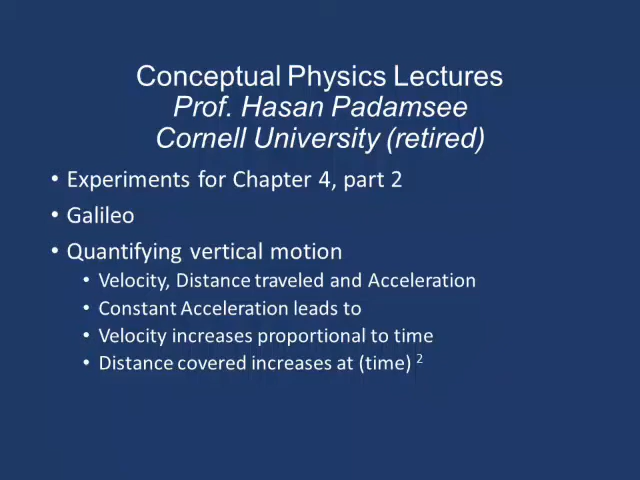 Conceptual Physics Lectures
Prof. Hasan Padamsee
Cornell University (retired)
• Experiments for Chapter 4, part 2
• Galileo
• Quantifying vertical motion
• Velocity, Distance traveled and Acceleration
• Constant Acceleration leads to
• Velocity increases proportional to time
• Distance covered increases at (time) ²